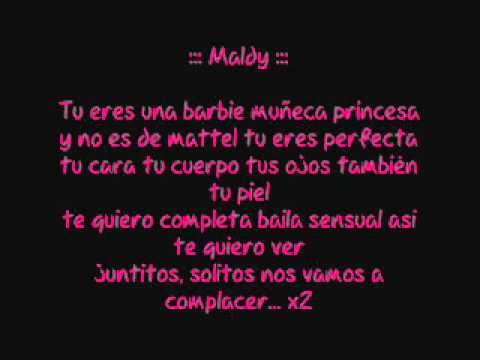 ::: Maldy :::
Tu eres una barbie muñeca princesa
y no es de mattel tu eres perfecta
tu cara tu cuerpo tus ojos también
tu piel
te quiero completa baila sensual asi
te quiero ver
juntitos, solitos nos vamos a
complacer... x2